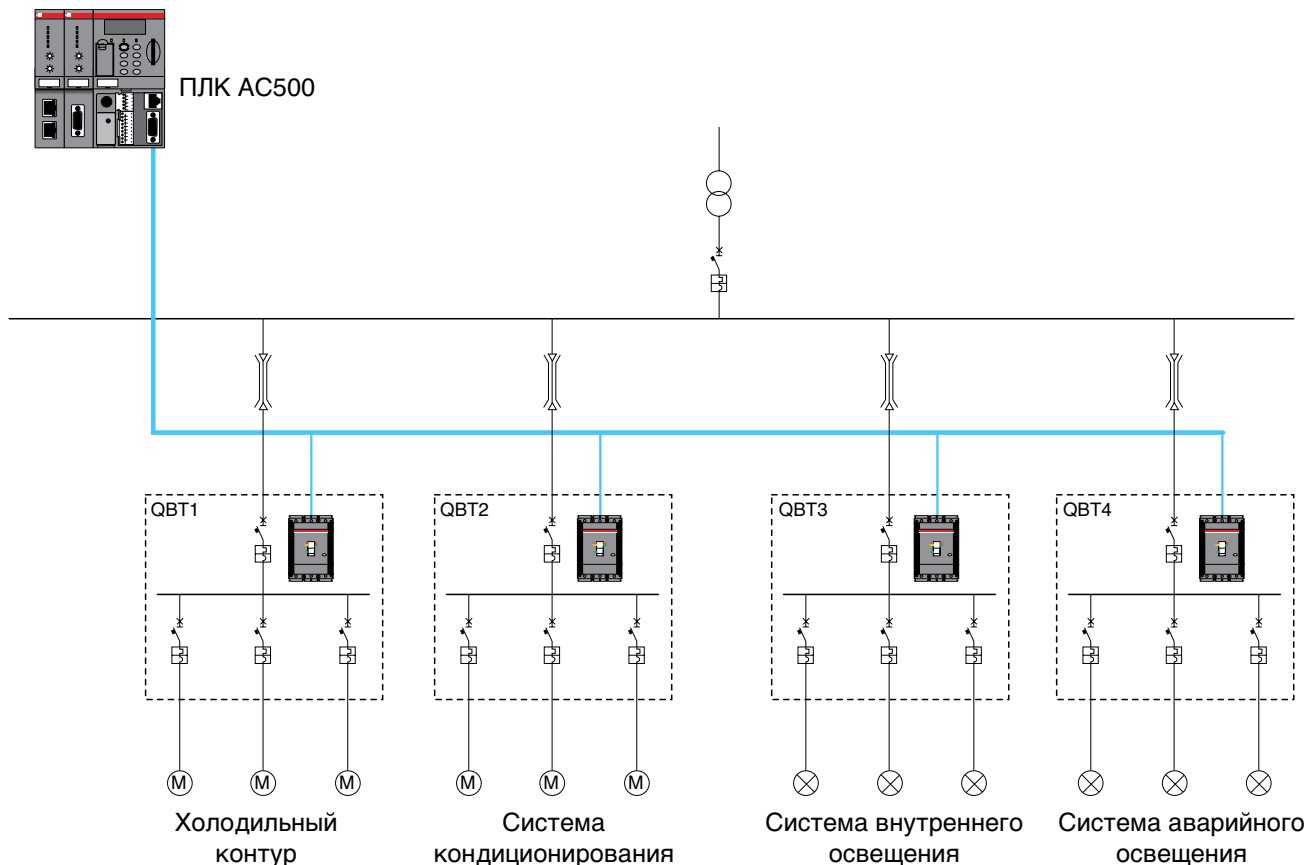 ПЛК AC500
QBT1
QBT2
QBT3
QBT4
M
M
M
M
M
M
Холодильный
контур
Система
кондиционирования
Система внутреннего
освещения
Система аварийного
освещения